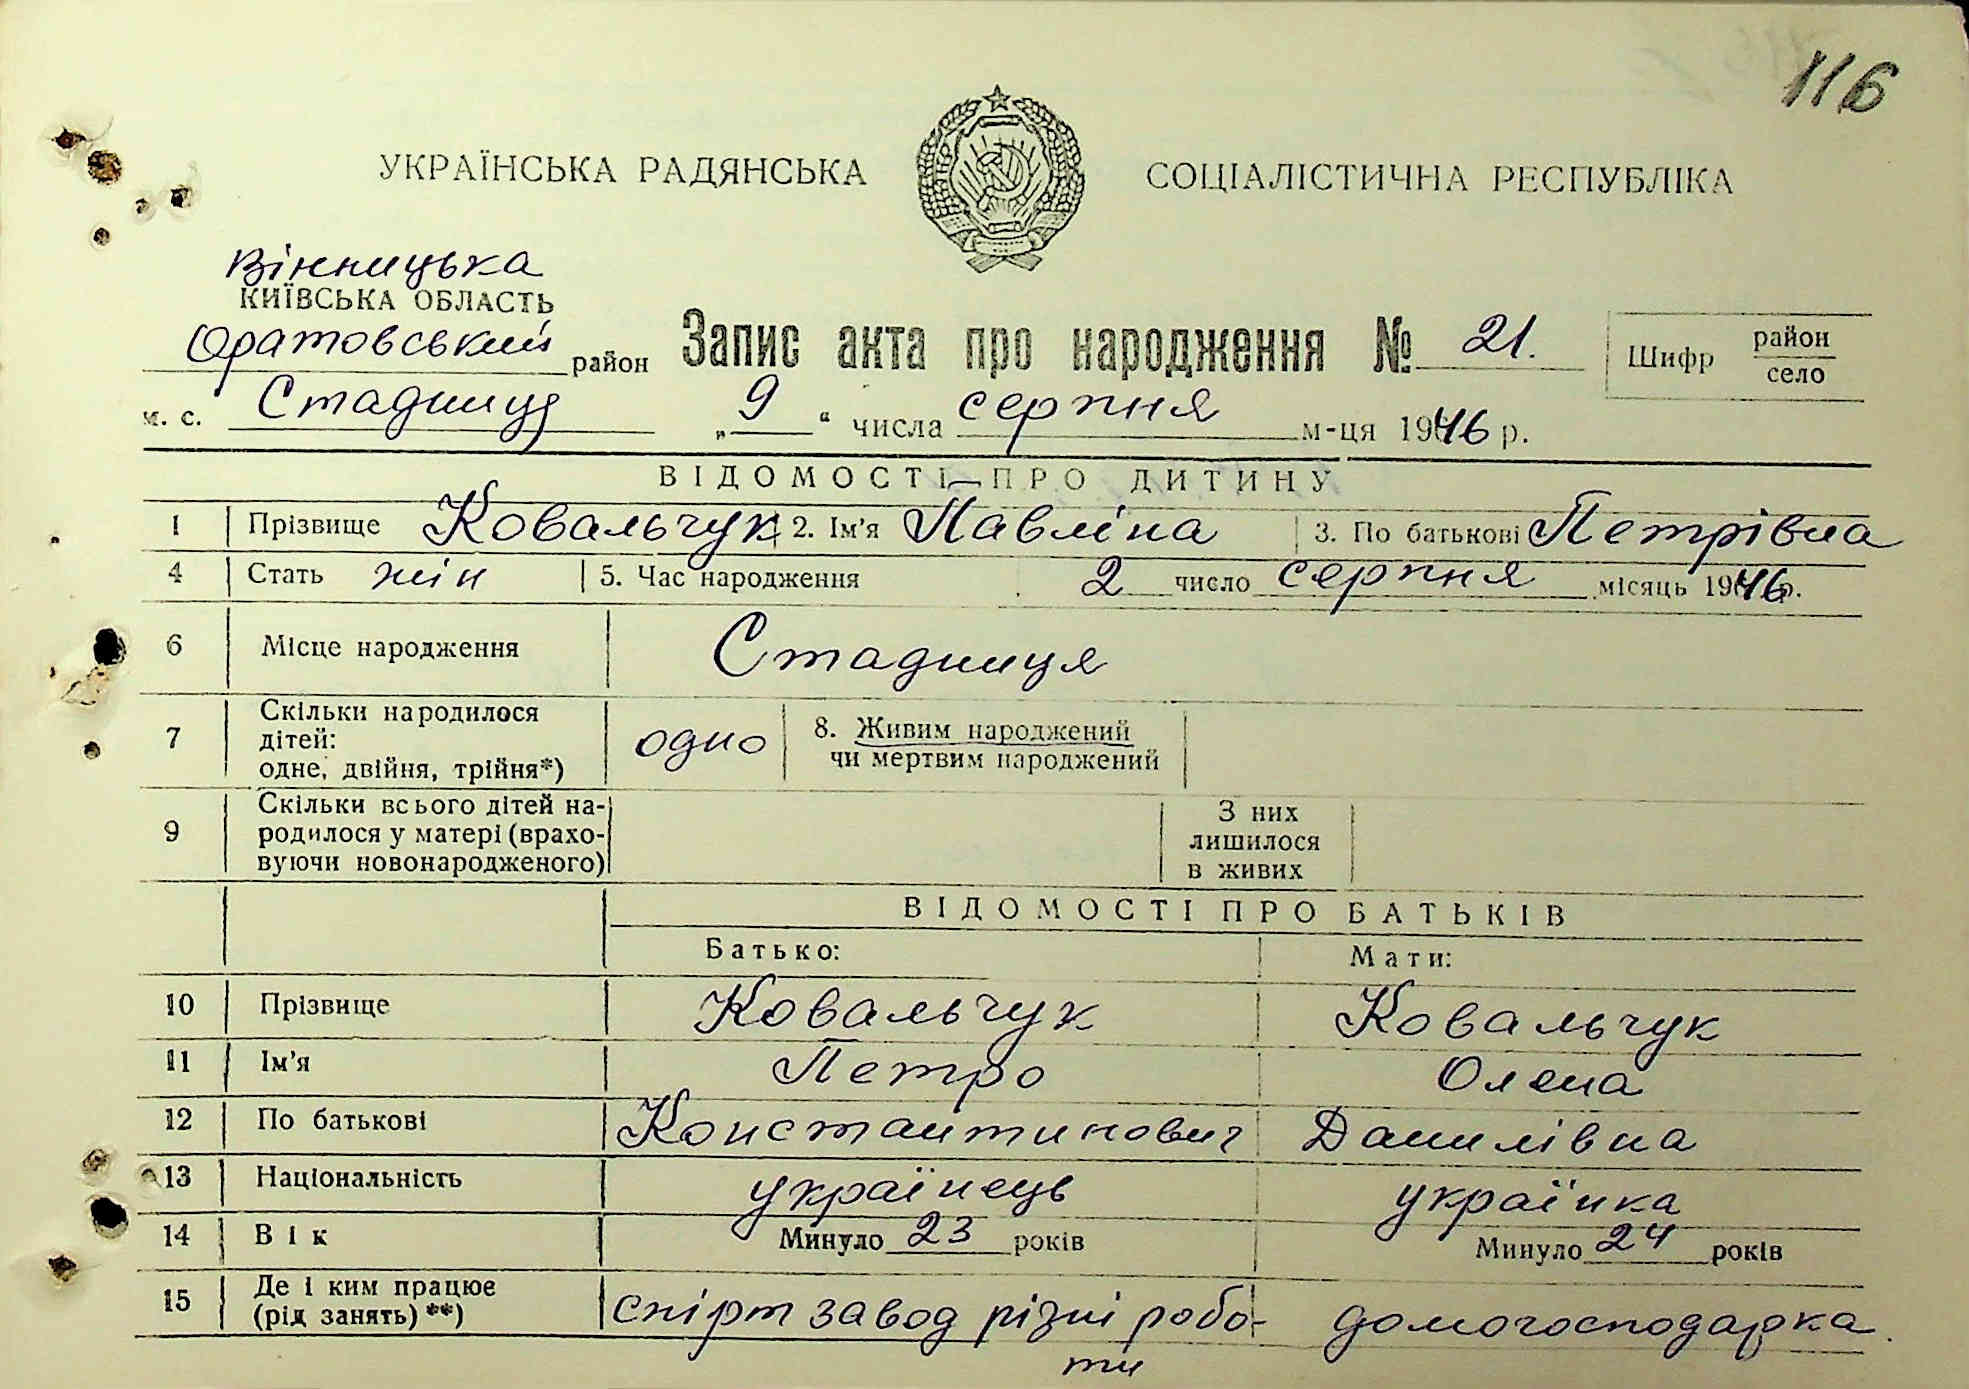 116
УКРАЇНСЬКА РАДЯНСЬКА СОЦІАЛІСТИЧНА РЕСПУБЛІКА
Вінницька
КИЇВСЬКА ОБЛАСТЬ
Оратовський район
Запис акта про народження № 21.
Шифр район село
м. с. Стадниця „ 9 “ числа серпня м-ця 1946 р.
ВІДОМОСТІ ПРО ДИТИНУ
1 Прізвище Ковальчук 2. Ім'я Павліна 3. По батькові Петрівна
4 Стать жін 5. Час народження 2 число серпня місяць 1946 р.
6 Місце народження Стадниця
7 Скільки народилося
дітей:
одне, двійня, трійня*) одно 8. Живим народжений
чи мертвим народжений
9 Скільки всього дітей на-
родилося у матері (врахо-
вуючи новонародженого)
З них
лишилося
в живих
ВІДОМОСТІ ПРО БАТЬКІВ
Батько: Мати:
10 Прізвище Ковальчук Ковальчук
11 Ім'я Петро Олена
12 По батькові Константинович Данилівна
13 Національність українець українка
14 Вік Минуло 23 років Минуло 24 років
15 Де і ким працює
(рід занять) **) спірт завод різні робо- домогосподарка
ти